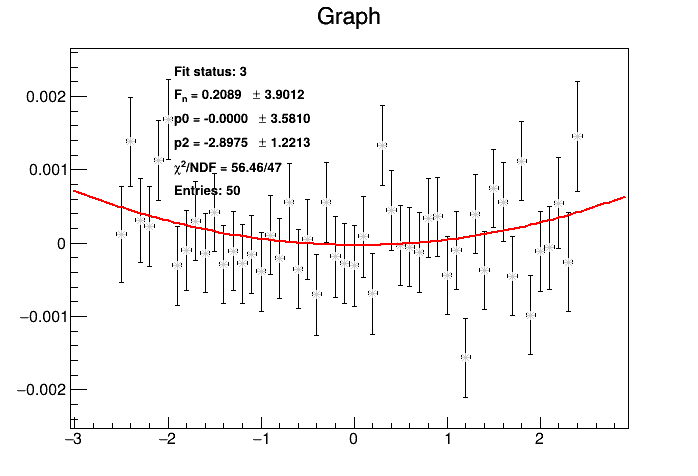 Graph
Fit status: 3
Fn = 0.2089 ± 3.9012
p0 = -0.0000 ± 3.5810
p2 = -2.8975 ± 1.2213
χ²/NDF = 56.46/47
Entries: 50
0.002
0.001
0
−0.001
−0.002
−3 −2 −1 0 1 2